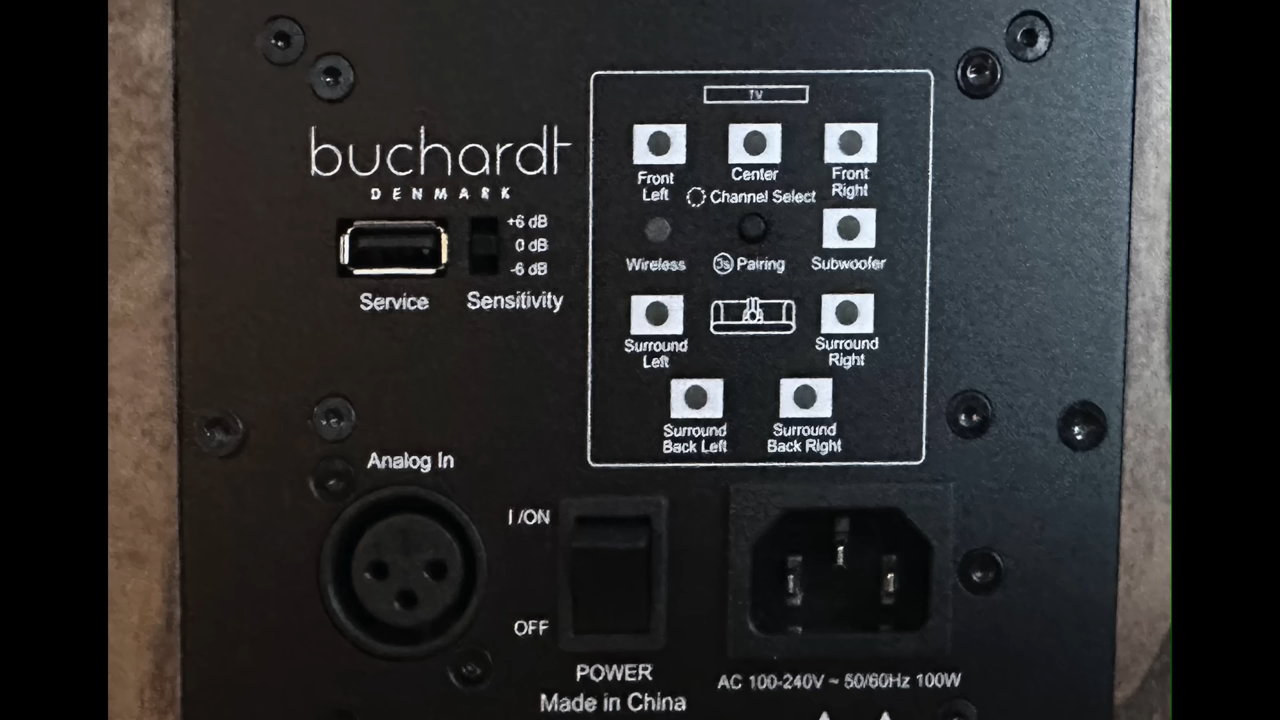 buchardt
DENMARK
+6 dB
0 dB
-6 dB
Service
Sensitivity
TV
Front
Left
Center
Front
Right
Channel Select
Wireless
3s Pairing
Subwoofer
Surround
Left
Surround
Right
Surround
Back Left
Surround
Back Right
Analog In
I /ON
OFF
POWER
Made in China
AC 100-240V ~ 50/60Hz 100W